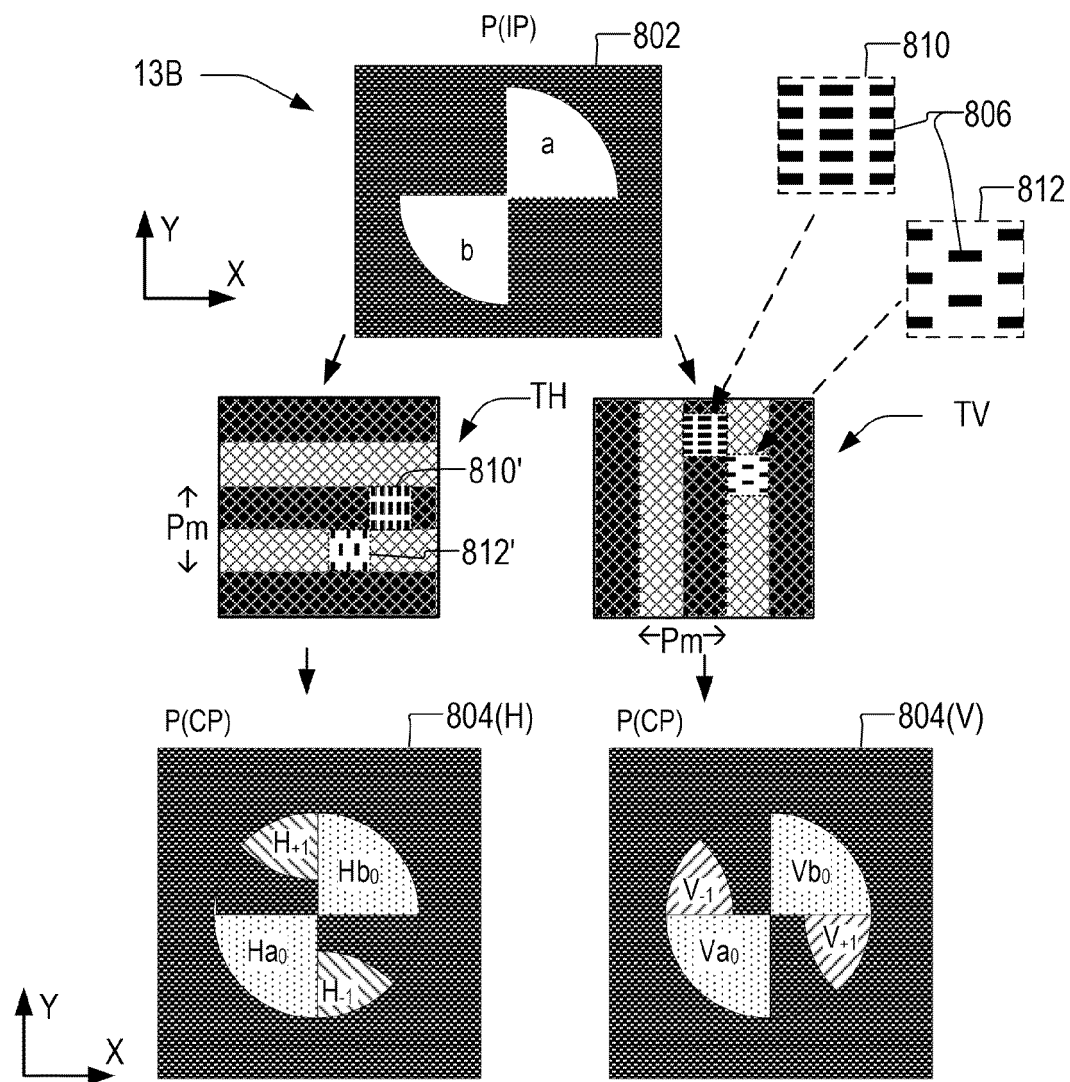 P(IP)
802
810
13B
806
a
812
Y
b
X
TH
TV
810'
Pm
812'
Pm
P(CP)
804(H)
P(CP)
804(V)
H+1
Hb0
Vb0
V-1
Ha0
Va0
V+1
H-1
Y
X